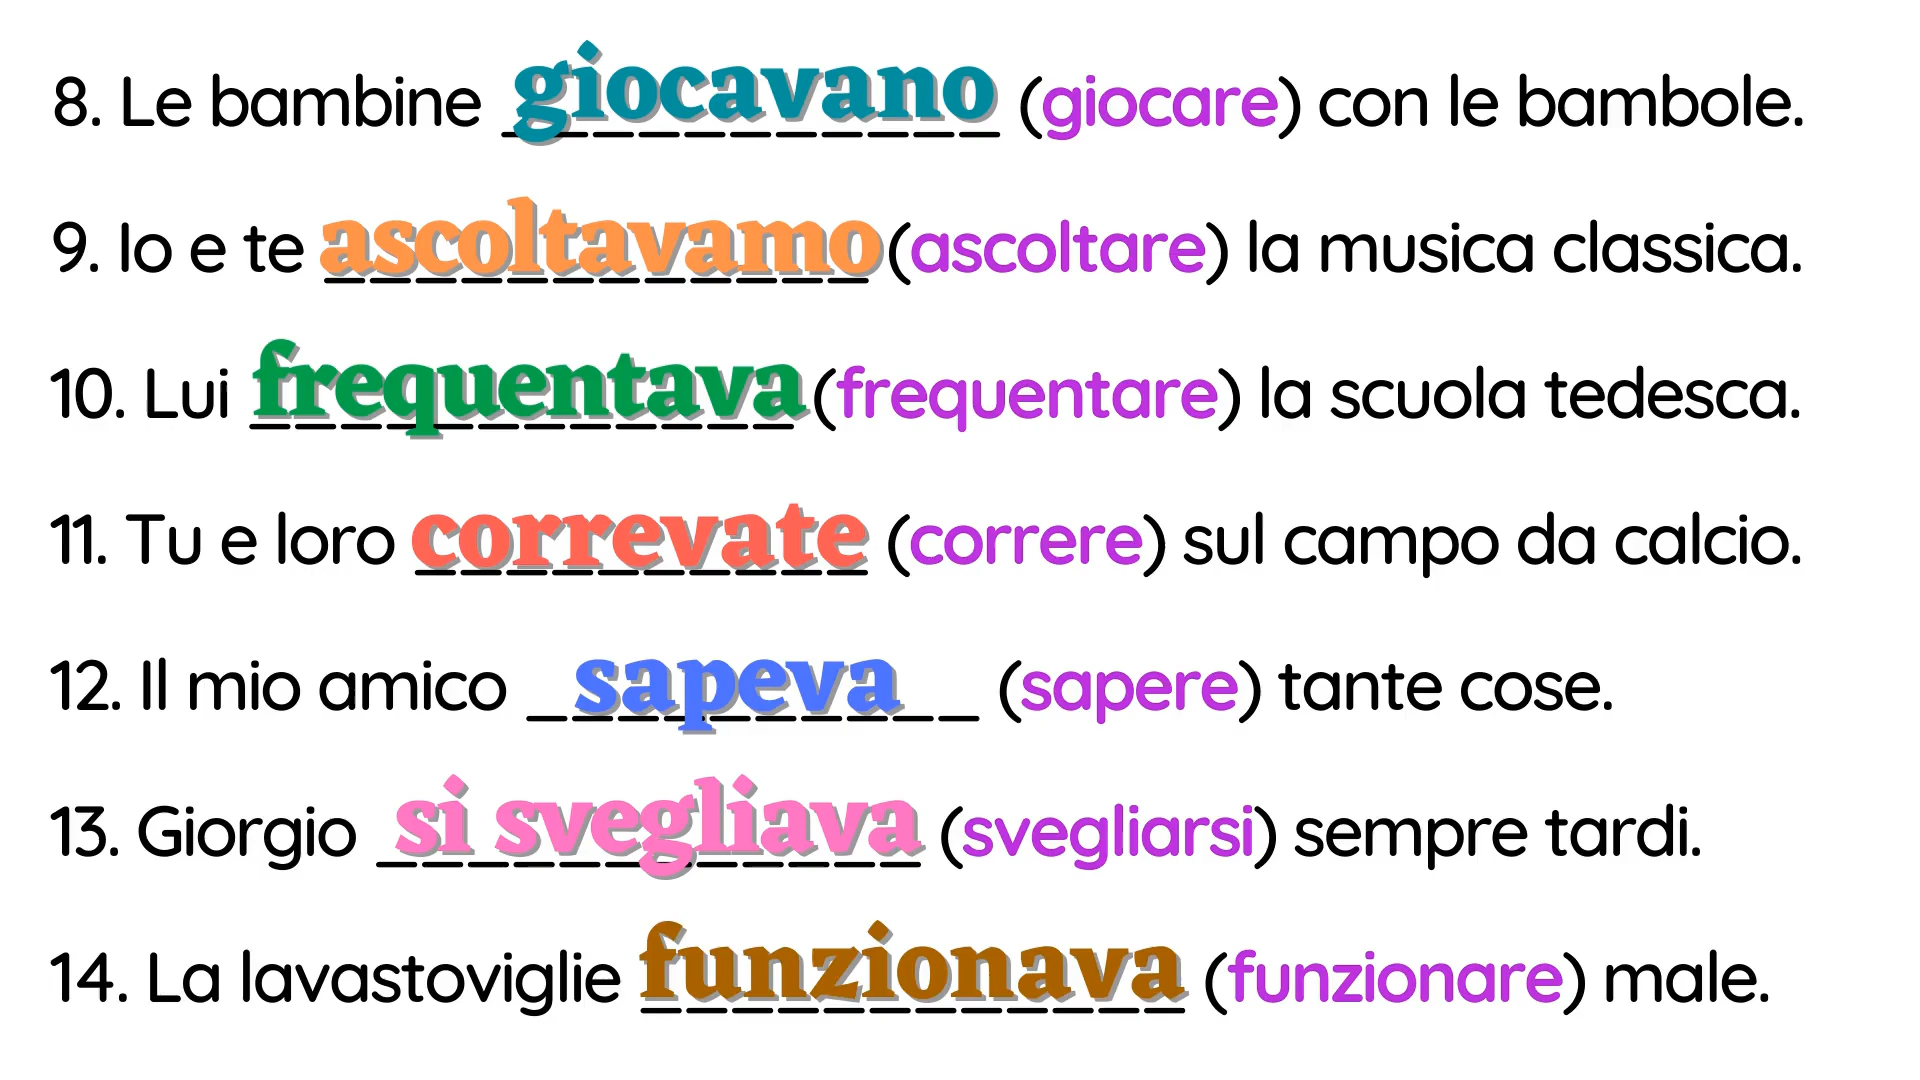 8. Le bambine giocavano (giocare) con le bambole.
9. Io e te ascoltavamo (ascoltare) la musica classica.
10. Lui frequentava (frequentare) la scuola tedesca.
11. Tu e loro correvate (correre) sul campo da calcio.
12. Il mio amico sapeva (sapere) tante cose.
13. Giorgio si svegliava (svegliarsi) sempre tardi.
14. La lavastoviglie funzionava (funzionare) male.